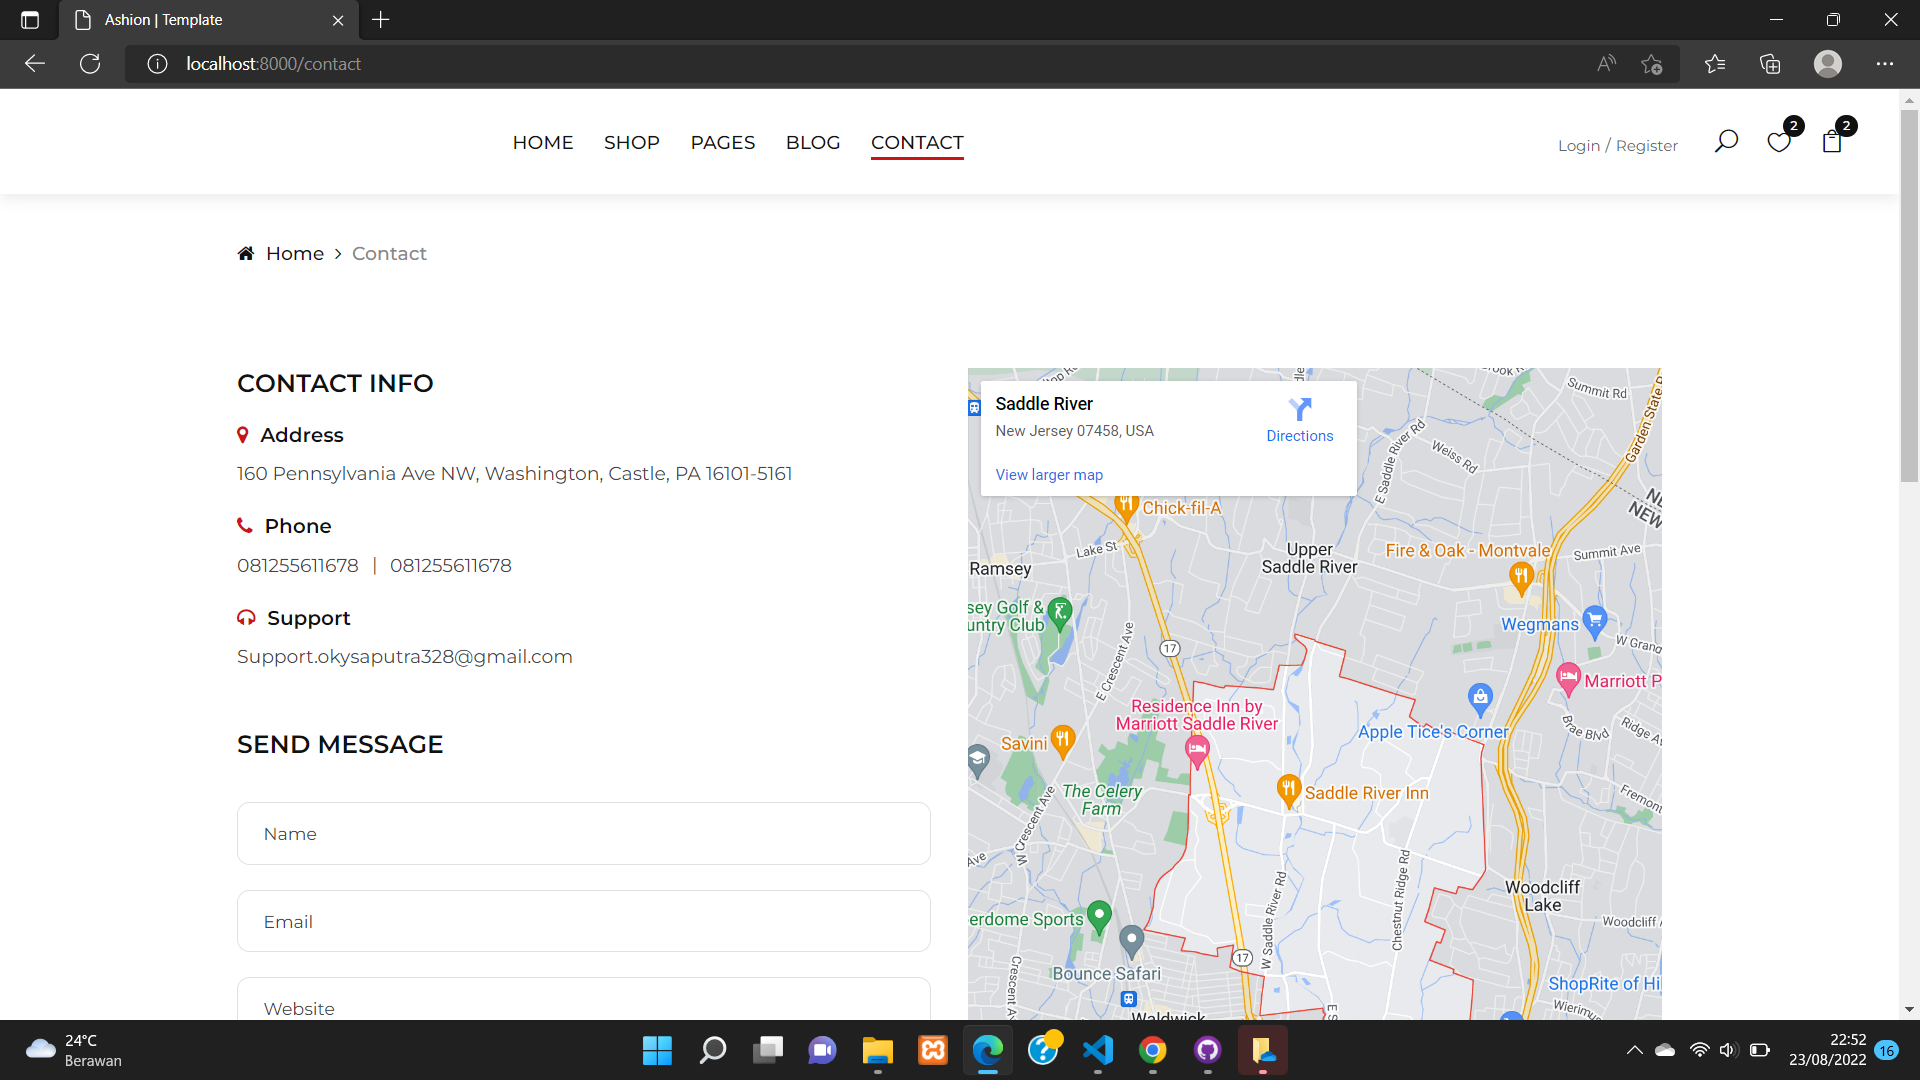 Ashion | Template
localhost:8000/contact
HOME SHOP PAGES BLOG CONTACT
Login / Register
2
2
Home > Contact
CONTACT INFO
Address
160 Pennsylvania Ave NW, Washington, Castle, PA 16101-5161
Phone
081255611678 | 081255611678
Support
Support.okysaputra328@gmail.com
SEND MESSAGE
Name
Email
Website
Saddle River
New Jersey 07458, USA
Directions
View larger map
Summit Rd
Garden State P
E Saddle River Rd
Weiss Rd
Chick-fil-A
NEW
Lake St
Upper
Saddle River
Fire & Oak - Montvale
Summit Ave
Ramsey
sey Golf &
untry Club
Wegmans
W Grand
17
E Crescent Ave
Marriott P
Residence Inn by
Marriott Saddle River
Apple Tice's Corner
Brae Blvd
Ridge A
Savini
The Celery
Farm
Saddle River Inn
Fremont
W Crescent Ave
Ave
Chestnut Ridge Rd
W Saddle River Rd
Woodcliff
Lake
Woodcliff
erdome Sports
17
Bounce Safari
Crescent Ave
ShopRite of Hi
Wierimus
Waldwick
E S
24°C
Berawan
22:52
23/08/2022
16